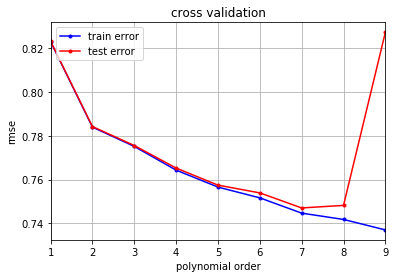 cross validation
train error
test error
0.82
0.80
0.78
0.76
0.74
rmse
1 2 3 4 5 6 7 8 9
polynomial order